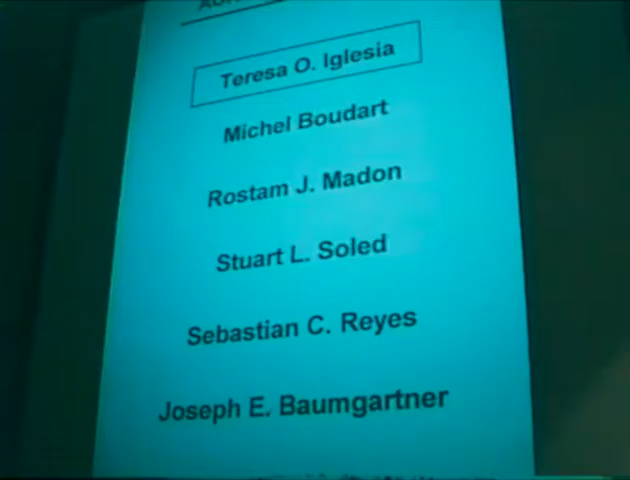 Teresa O. Iglesia
Michel Boudart
Rostam J. Madon
Stuart L. Soled
Sebastian C. Reyes
Joseph E. Baumgartner